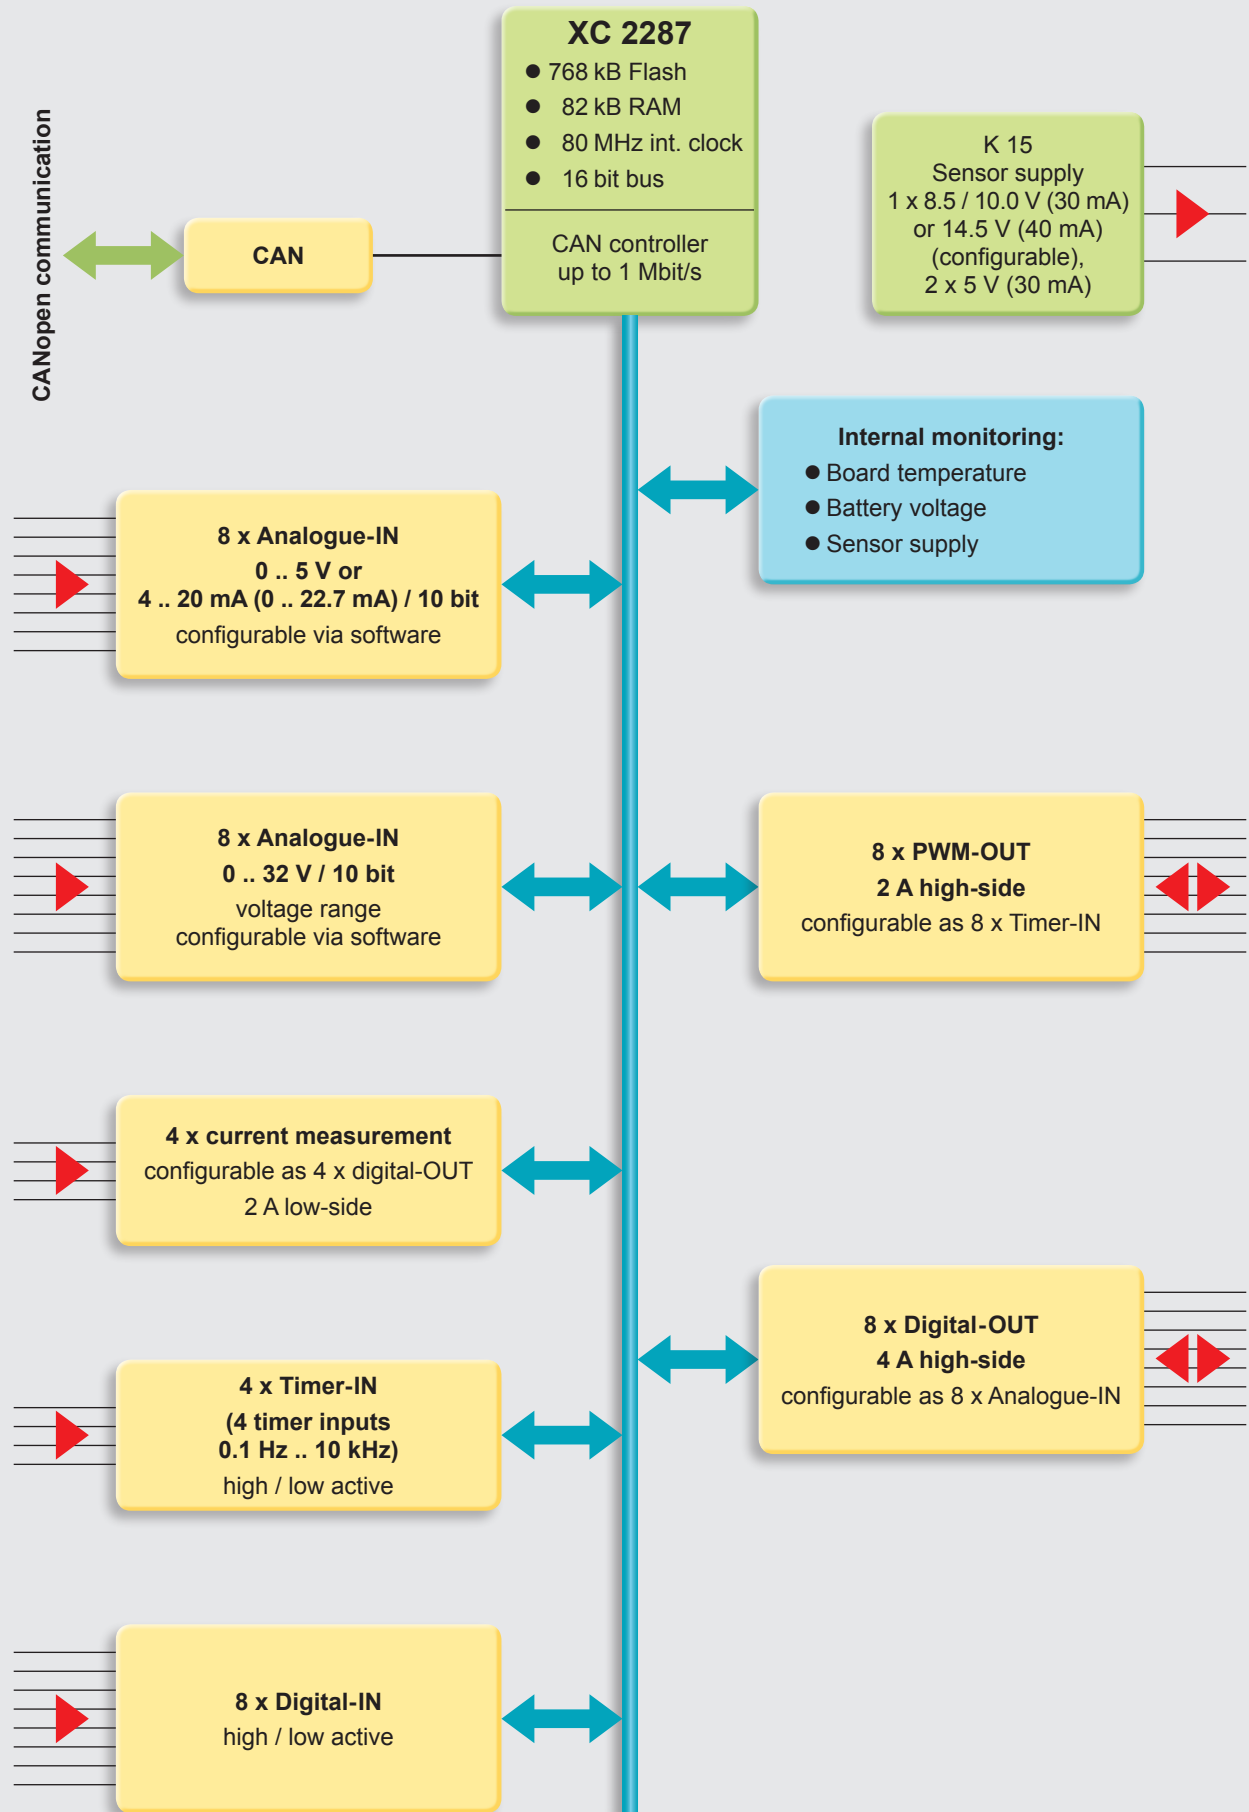 XC 2287
● 768 kB Flash
● 82 kB RAM
● 80 MHz int. clock
● 16 bit bus
CAN controller
up to 1 Mbit/s
K 15
Sensor supply
1 x 8.5 / 10.0 V (30 mA)
or 14.5 V (40 mA)
(configurable),
2 x 5 V (30 mA)
CANopen communication
CAN
Internal monitoring:
● Board temperature
● Battery voltage
● Sensor supply
8 x Analogue-IN
0 .. 5 V or
4 .. 20 mA (0 .. 22.7 mA) / 10 bit
configurable via software
8 x Analogue-IN
0 .. 32 V / 10 bit
voltage range
configurable via software
8 x PWM-OUT
2 A high-side
configurable as 8 x Timer-IN
4 x current measurement
configurable as 4 x digital-OUT
2 A low-side
8 x Digital-OUT
4 A high-side
configurable as 8 x Analogue-IN
4 x Timer-IN
(4 timer inputs
0.1 Hz .. 10 kHz)
high / low active
8 x Digital-IN
high / low active